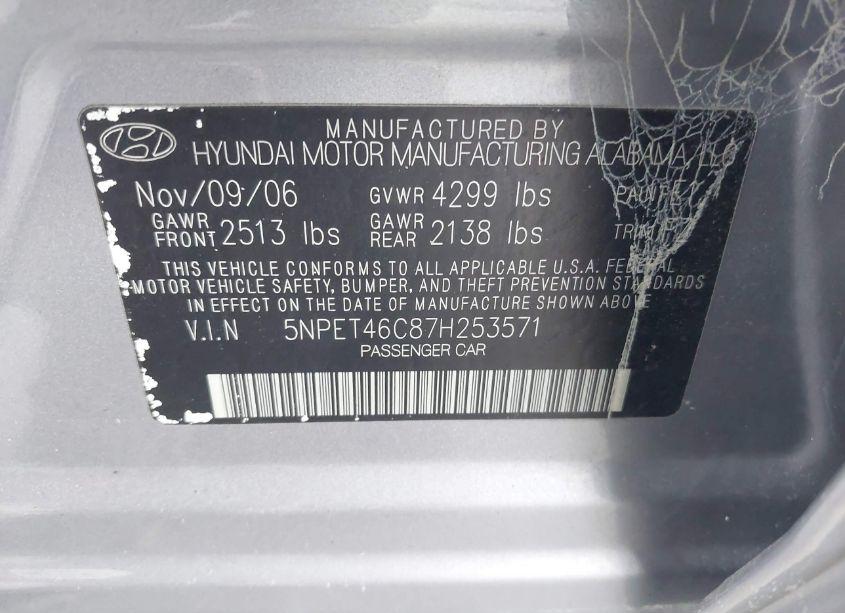 MANUFACTURED BY
HYUNDAI MOTOR MANUFACTURING ALABAMA, LLC
Nov/09/06 GVWR 4299 lbs PAINT
GAWR FRONT 2513 lbs GAWR REAR 2138 lbs TRIM
THIS VEHICLE CONFORMS TO ALL APPLICABLE U.S.A. FEDERAL
MOTOR VEHICLE SAFETY, BUMPER, AND THEFT PREVENTION STANDARDS
IN EFFECT ON THE DATE OF MANUFACTURE SHOWN ABOVE
V.I.N 5NPET46C87H253571
PASSENGER CAR